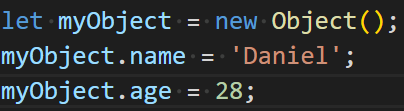 let myObject = new Object();
myObject.name = 'Daniel';
myObject.age = 28;